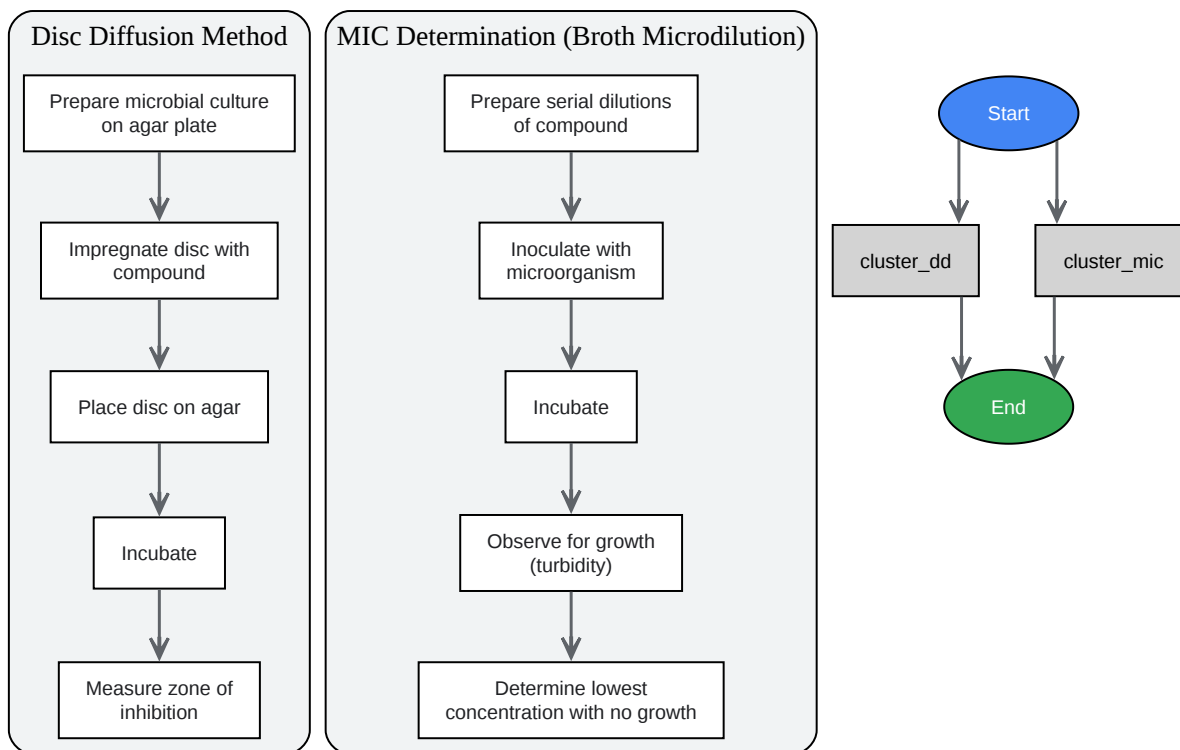 Disc Diffusion Method
Prepare microbial culture
on agar plate
Impregnate disc with
compound
Place disc on agar
Incubate
Measure zone of
inhibition
MIC Determination (Broth Microdilution)
Prepare serial dilutions
of compound
Inoculate with
microorganism
Incubate
Observe for growth
(turbidity)
Determine lowest
concentration with no growth
Start
cluster_dd
cluster_mic
End